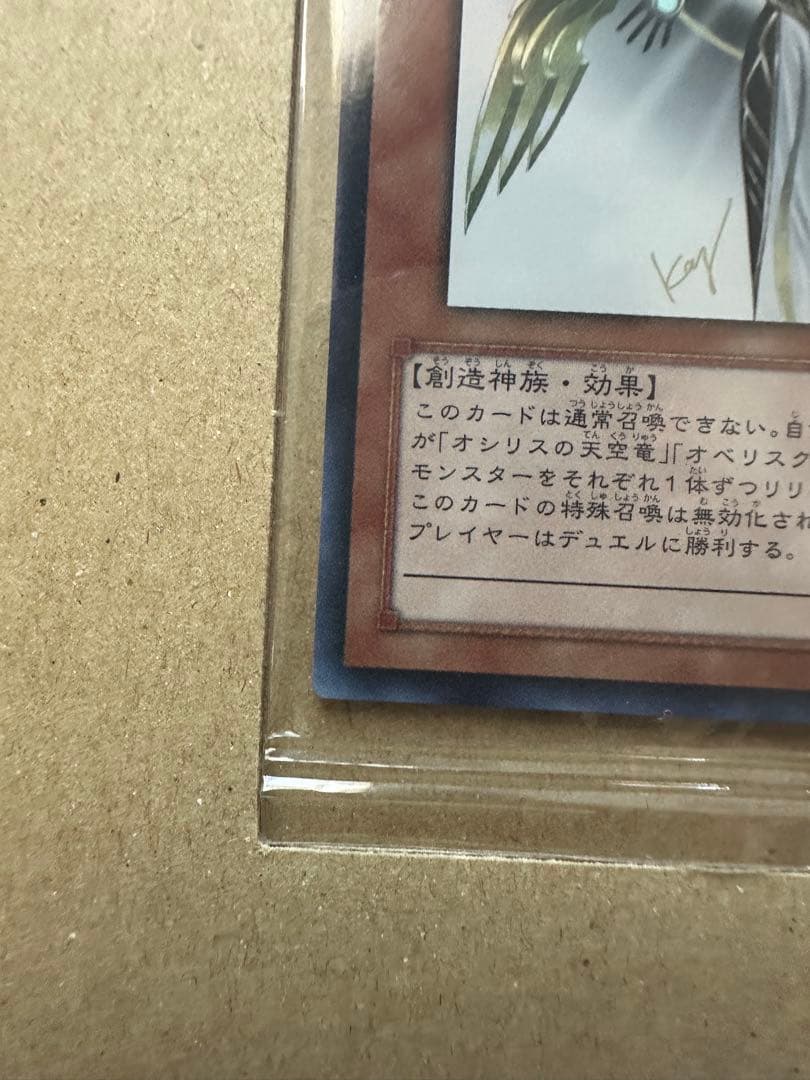 Kay
【創造神族・効果】
このカードは通常召喚できない。自
が「オシリスの天空竜」「オベリスク
モンスターをそれぞれ1体ずつリリ
このカードの特殊召喚は無効化され
プレイヤーはデュエルに勝利する。